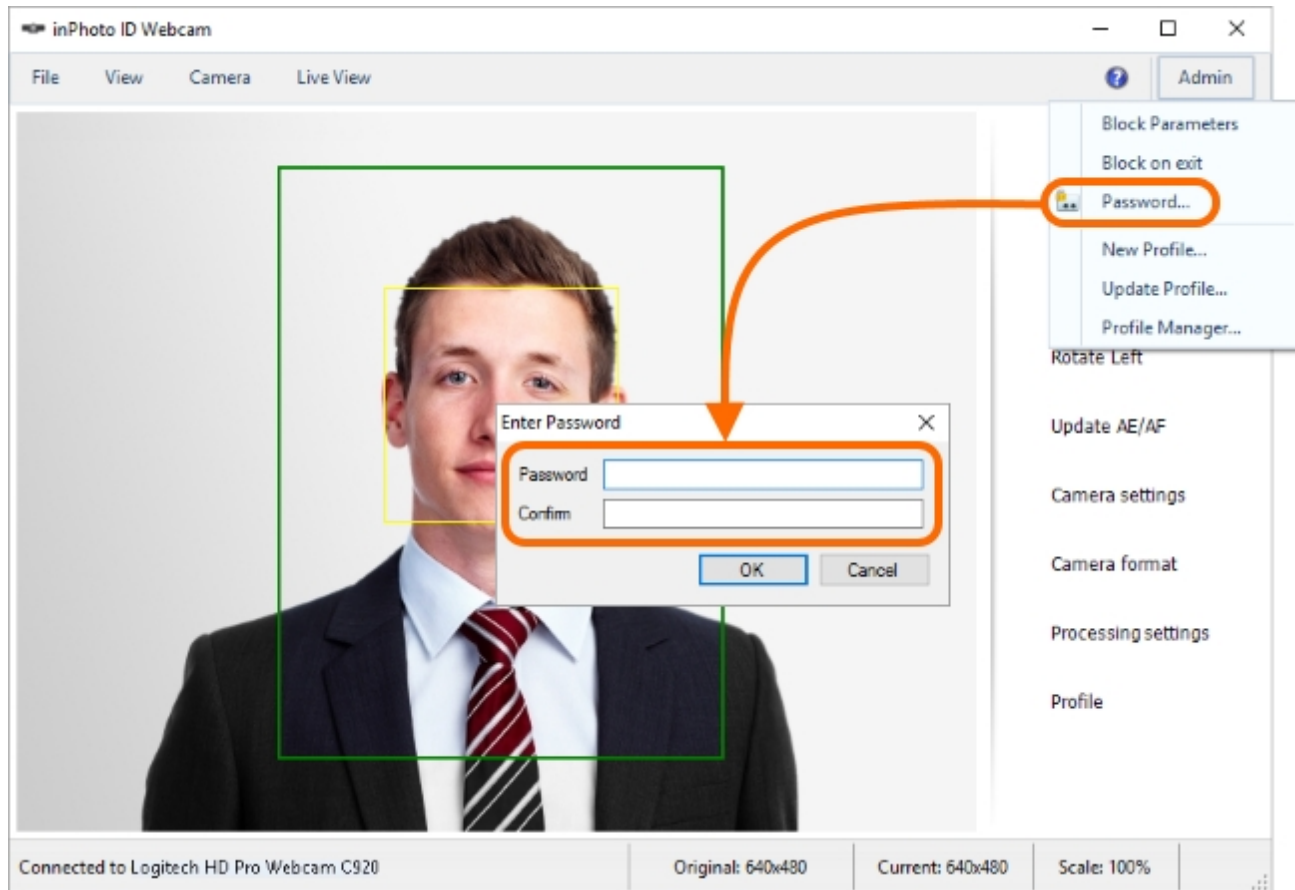 inPhoto ID Webcam
File View Camera Live View Admin
Block Parameters
Block on exit
Password...
New Profile...
Update Profile...
Profile Manager...
Rotate Left
Enter Password
Password
Confirm
OK Cancel
Update AE/AF
Camera settings
Camera format
Processing settings
Profile
Connected to Logitech HD Pro Webcam C920 Original: 640x480 Current: 640x480 Scale: 100%